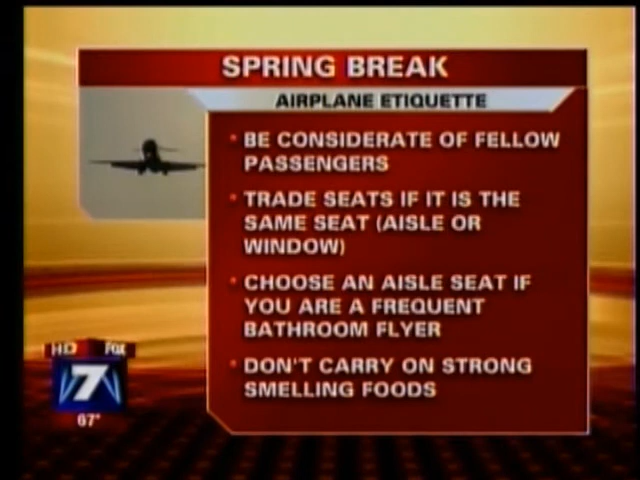 SPRING BREAK
AIRPLANE ETIQUETTE
• BE CONSIDERATE OF FELLOW
PASSENGERS
• TRADE SEATS IF IT IS THE
SAME SEAT (AISLE OR
WINDOW)
• CHOOSE AN AISLE SEAT IF
YOU ARE A FREQUENT
BATHROOM FLYER
• DON'T CARRY ON STRONG
SMELLING FOODS
HD FOX
7
67°